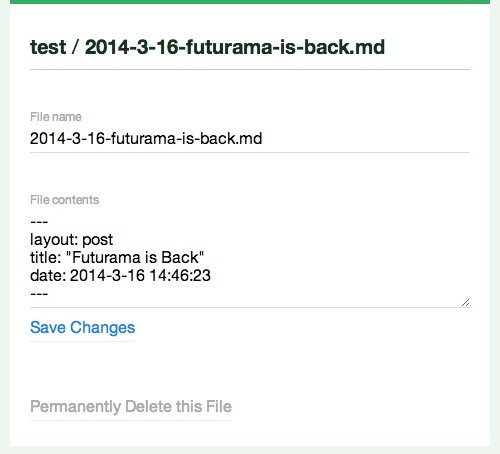 test / 2014-3-16-futurama-is-back.md
File name
2014-3-16-futurama-is-back.md
File contents
---
layout: post
title: "Futurama is Back"
date: 2014-3-16 14:46:23
---
Save Changes
Permanently Delete this File